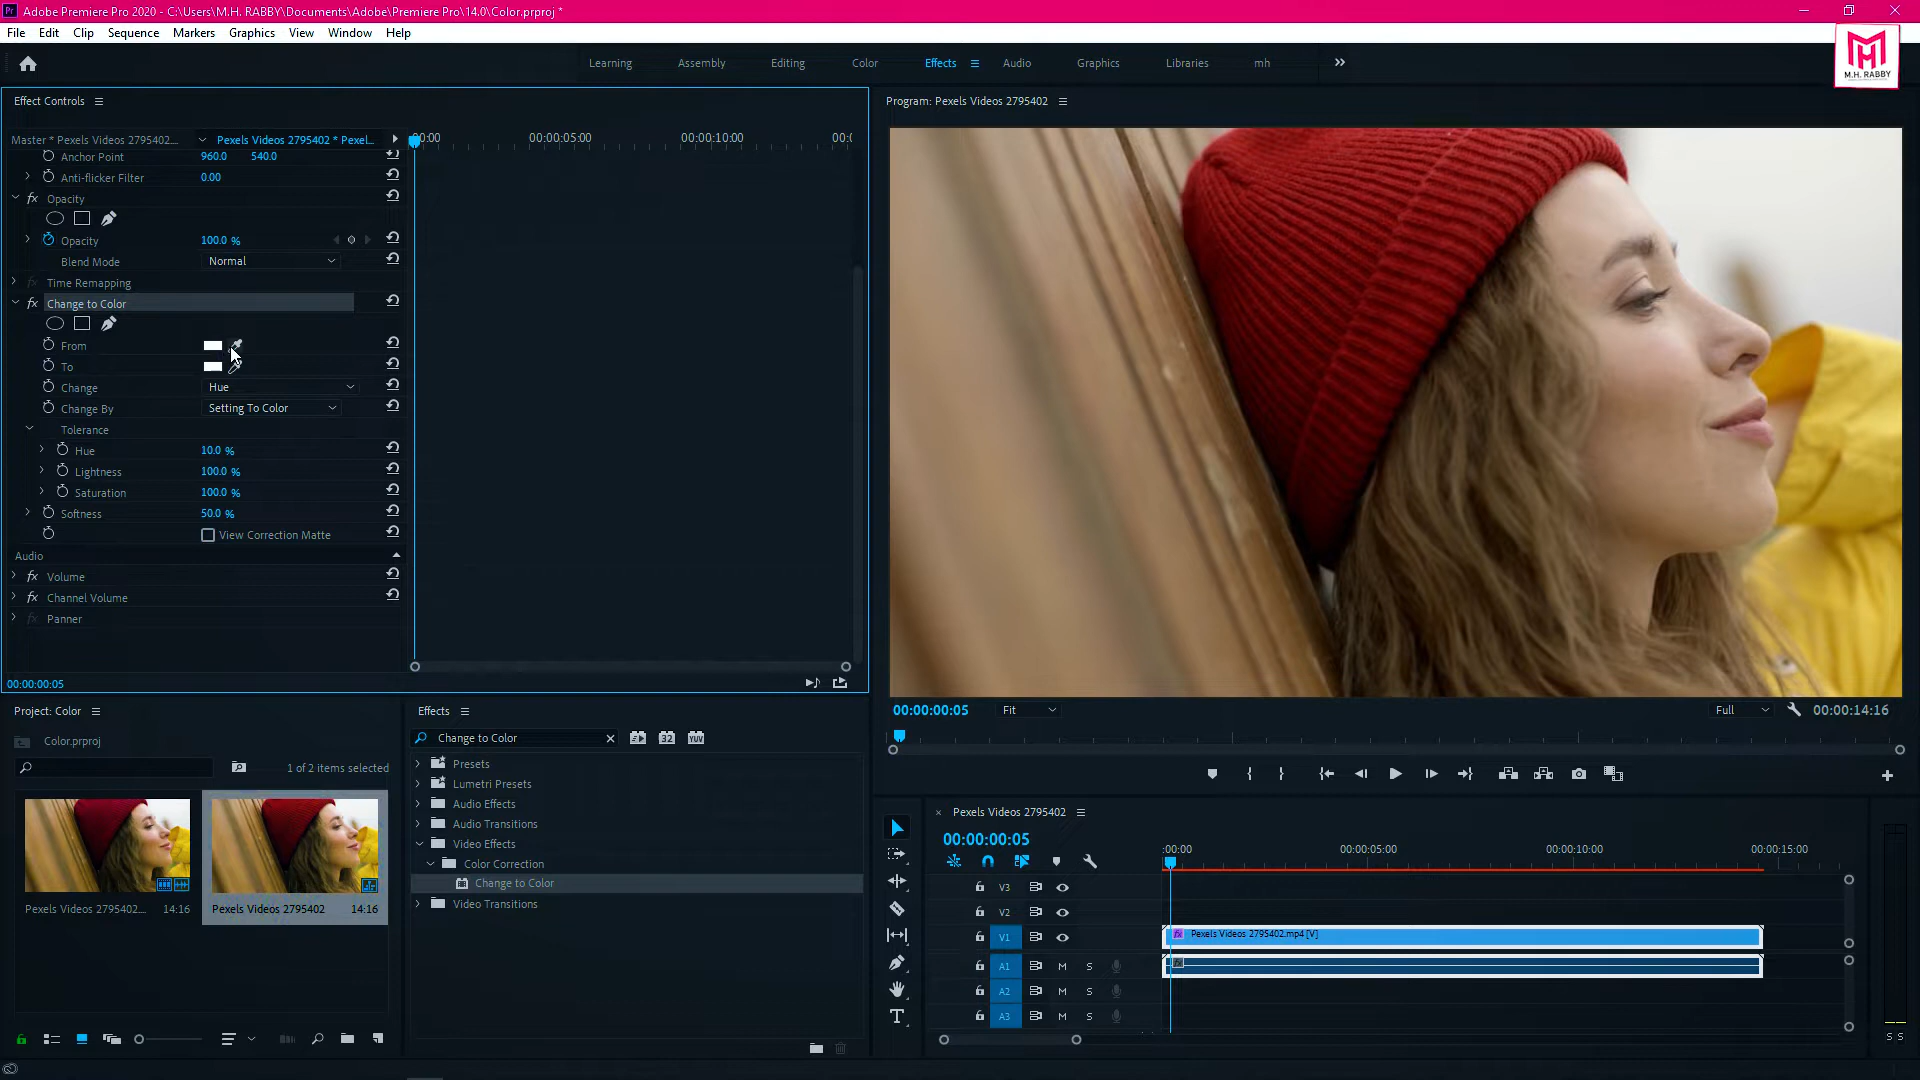 Adobe Premiere Pro 2020 - C:\Users\M.H. RABBY\Documents\Adobe\Premiere Pro\14.0\Color.prproj *
File Edit Clip Sequence Markers Graphics View Window Help
M.H. RABBY
Learning Assembly Editing Color Effects Audio Graphics Libraries mh
Effect Controls
Program: Pexels Videos 2795402
Master * Pexels Videos 2795402.... Pexels Videos 2795402 * Pexel...
:00:00 00:00:05:00 00:00:10:00 00:(
Anchor Point 960.0 540.0
Anti-flicker Filter 0.00
fx Opacity
Opacity 100.0 %
Blend Mode Normal
fx Time Remapping
fx Change to Color
From
To
Change Hue
Change By Setting To Color
Tolerance
Hue 10.0 %
Lightness 100.0 %
Saturation 100.0 %
Softness 50.0 %
View Correction Matte
Audio
fx Volume
fx Channel Volume
fx Panner
00:00:00:05
00:00:00:05 Fit Full 00:00:14:16
Project: Color
Color.prproj
1 of 2 items selected
Pexels Videos 2795402.... 14:16
Pexels Videos 2795402 14:16
Effects
Change to Color
32 YUV
Presets
Lumetri Presets
Audio Effects
Audio Transitions
Video Effects
Color Correction
Change to Color
Video Transitions
× Pexels Videos 2795402
00:00:00:05
:00:00 00:00:05:00 00:00:10:00 00:00:15:00
V3
V2
V1 fx Pexels Videos 2795402.mp4 [V]
A1 M S
A2 M S
A3 M S
T
S S